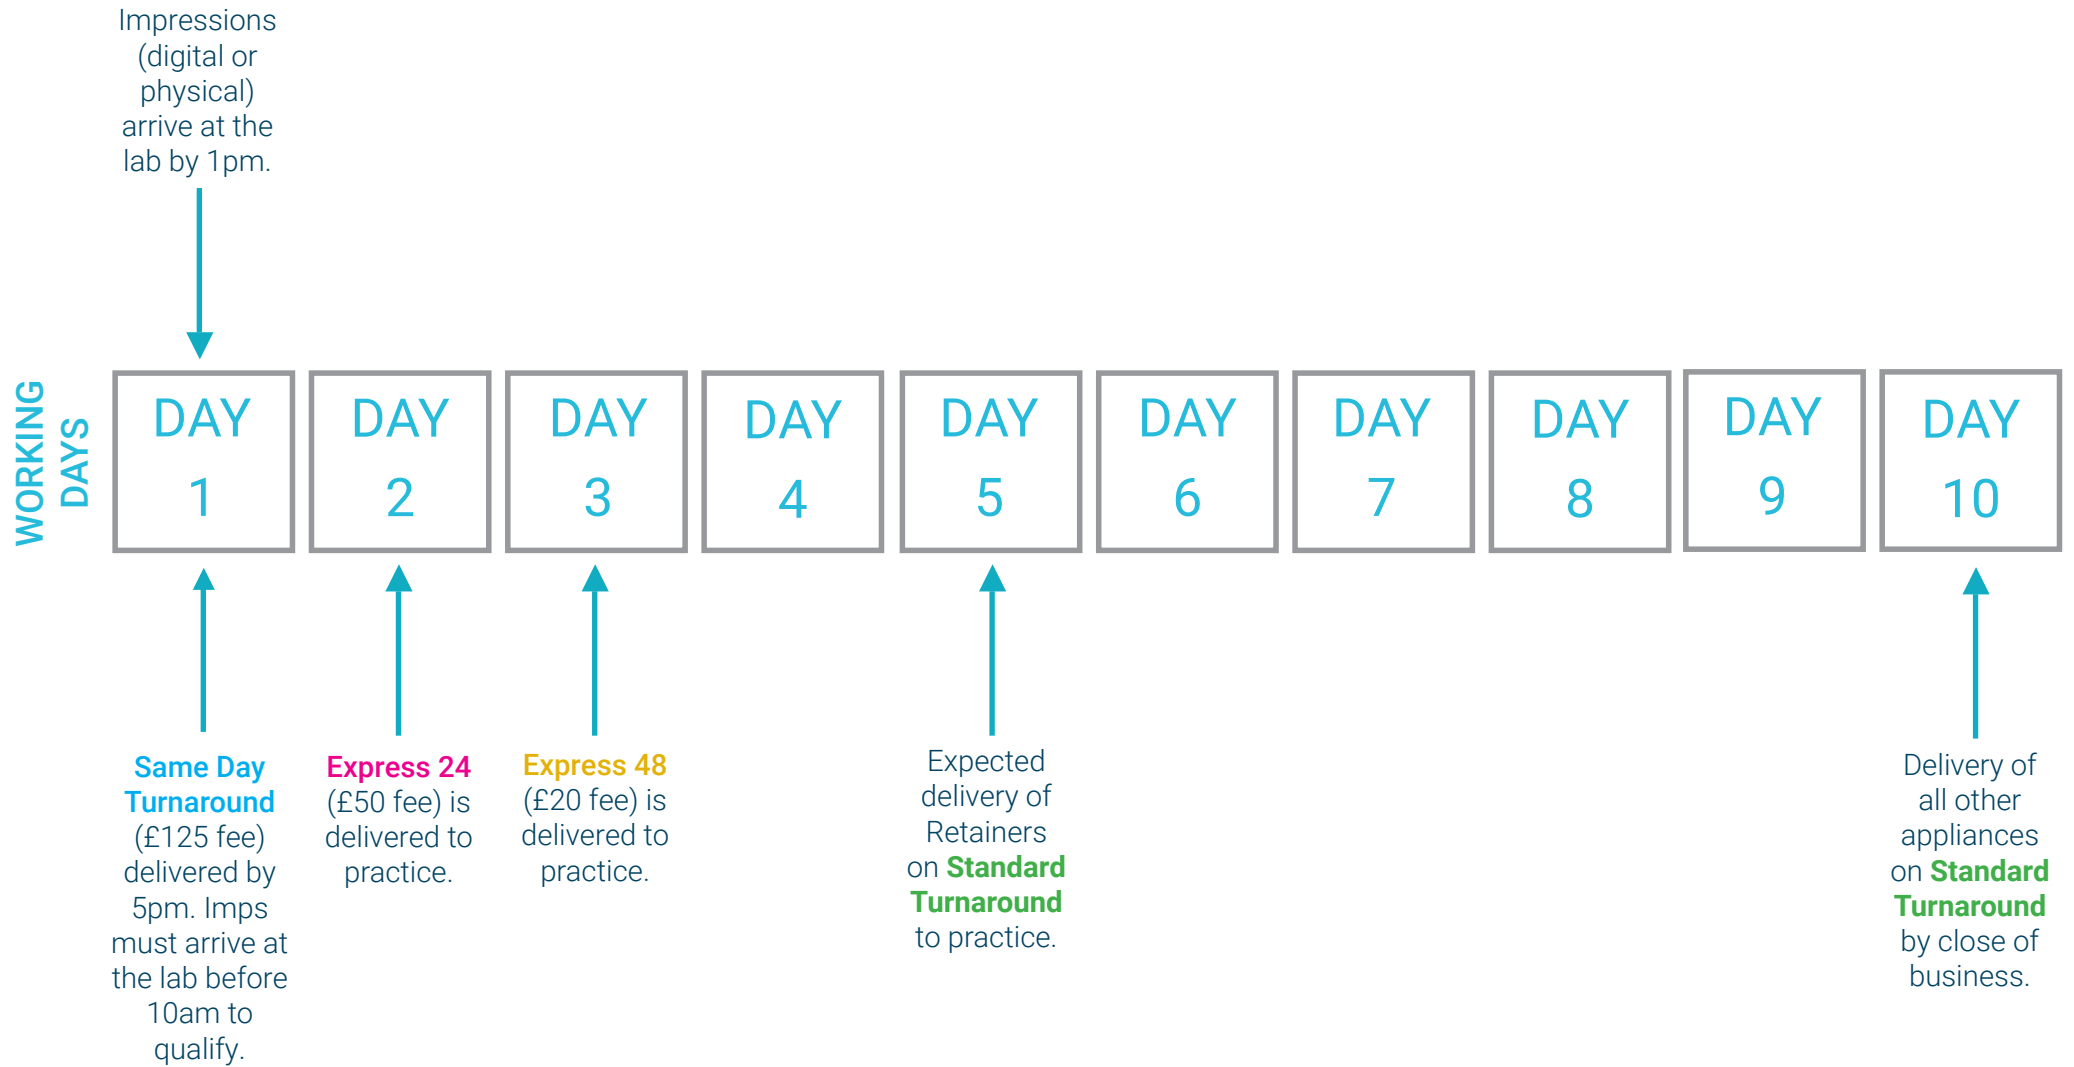 Impressions
(digital or
physical)
arrive at the
lab by 1pm.
WORKING
DAYS
DAY
1
DAY
2
DAY
3
DAY
4
DAY
5
DAY
6
DAY
7
DAY
8
DAY
9
DAY
10
Same Day
Turnaround
(£125 fee)
delivered by
5pm. Imps
must arrive at
the lab before
10am to
qualify.
Express 24
(£50 fee) is
delivered to
practice.
Express 48
(£20 fee) is
delivered to
practice.
Expected
delivery of
Retainers
on Standard
Turnaround
to practice.
Delivery of
all other
appliances
on Standard
Turnaround
by close of
business.